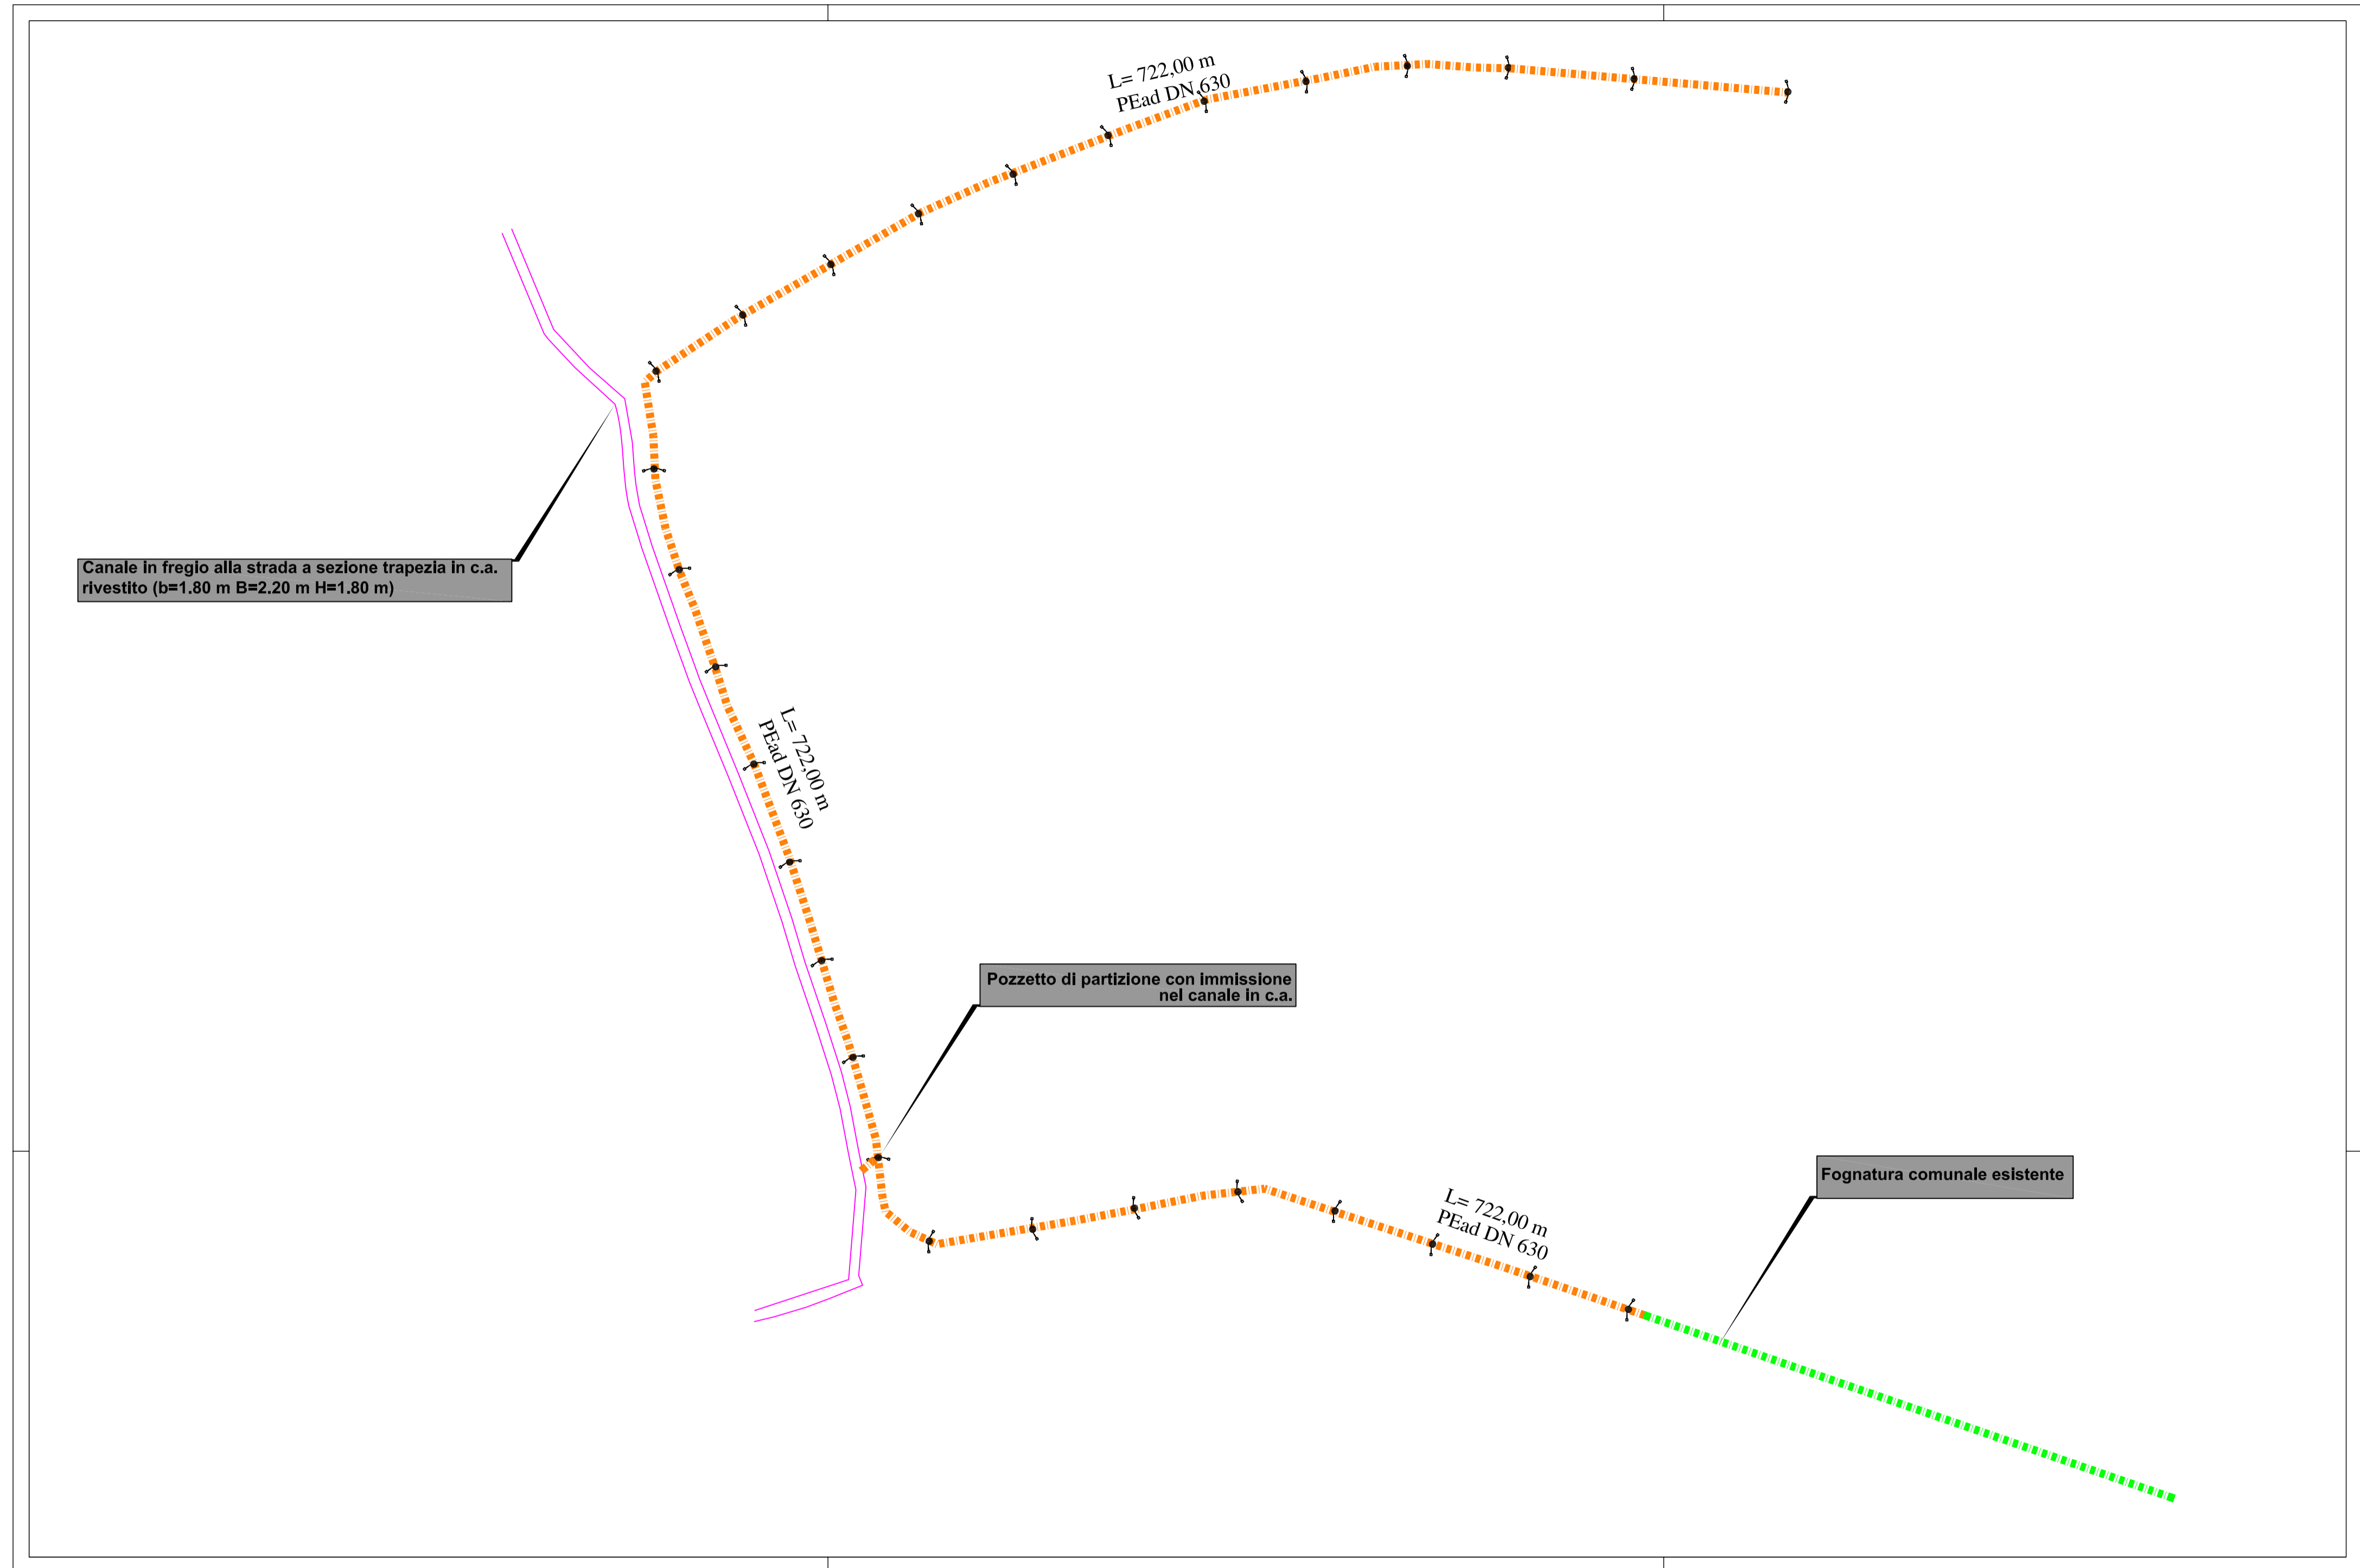 L= 722,00 m
PEad DN 630
Canale in fregio alla strada a sezione trapezia in c.a.
rivestito (b=1.80 m B=2.20 m H=1.80 m)
L= 722,00 m
PEad DN 630
Pozzetto di partizione con immissione
nel canale in c.a.
Fognatura comunale esistente
L= 722,00 m
PEad DN 630